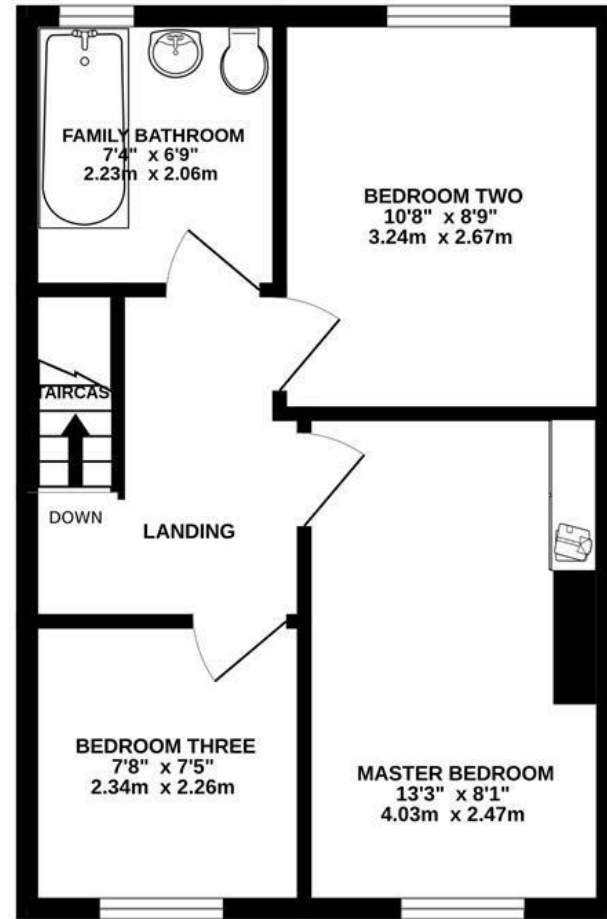 FAMILY BATHROOM
7'4" x 6'9"
2.23m x 2.06m
BEDROOM TWO
10'8" x 8'9"
3.24m x 2.67m
TAIRCAS
DOWN
LANDING
BEDROOM THREE
7'8" x 7'5"
2.34m x 2.26m
MASTER BEDROOM
13'3" x 8'1"
4.03m x 2.47m